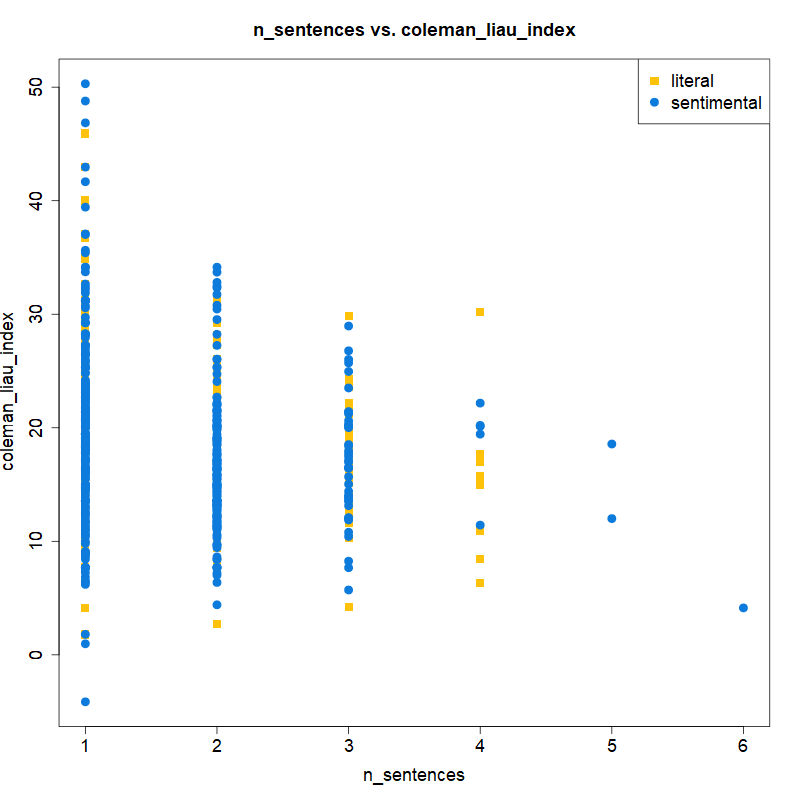 n_sentences vs. coleman_liau_index
literal
sentimental
50
40
30
20
10
0
coleman_liau_index
1 2 3 4 5 6
n_sentences